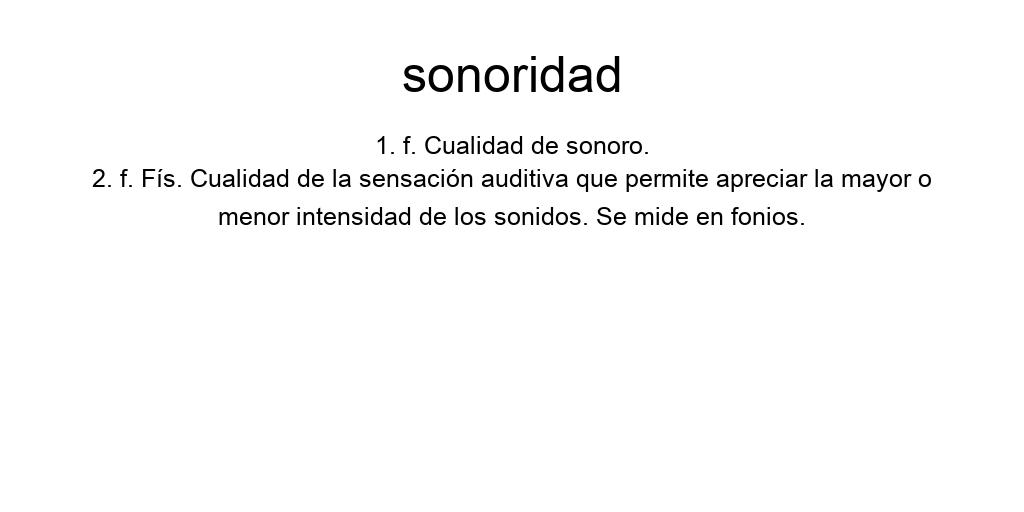 sonoridad
1. f. Cualidad de sonoro.
2. f. Fís. Cualidad de la sensación auditiva que permite apreciar la mayor o
menor intensidad de los sonidos. Se mide en fonios.